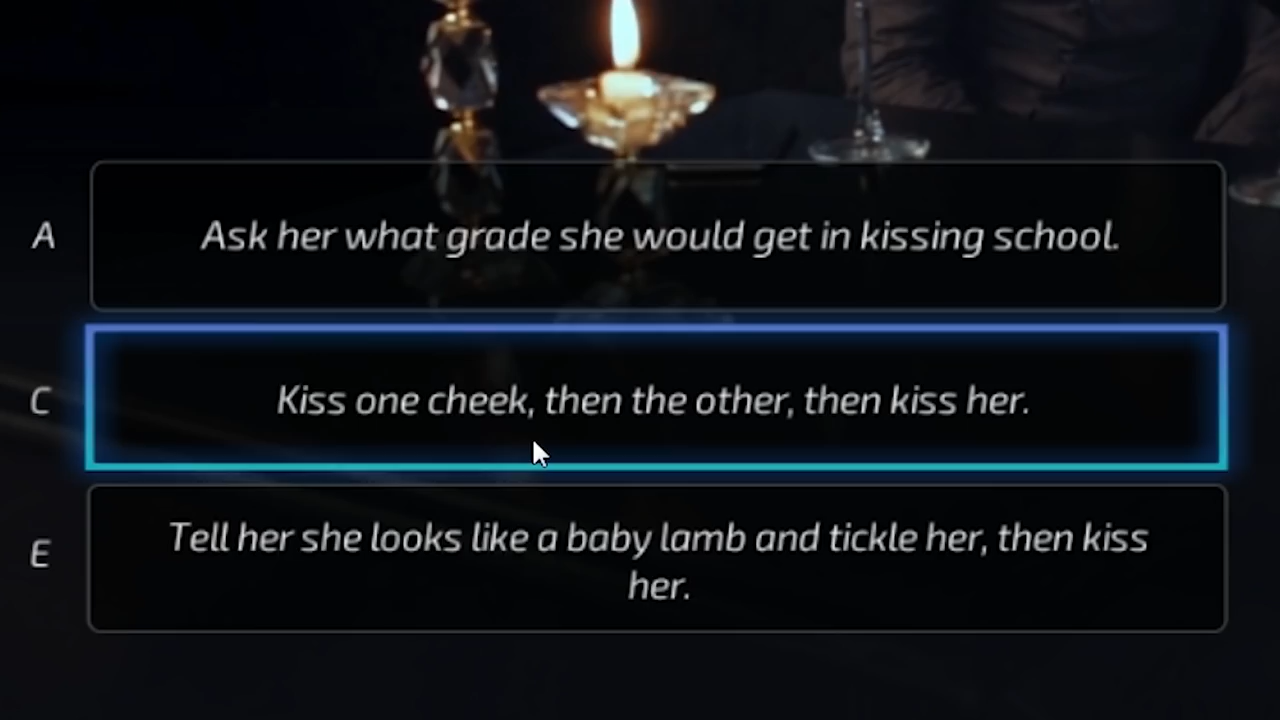 A
Ask her what grade she would get in kissing school.
C
Kiss one cheek, then the other, then kiss her.
E
Tell her she looks like a baby lamb and tickle her, then kiss
her.